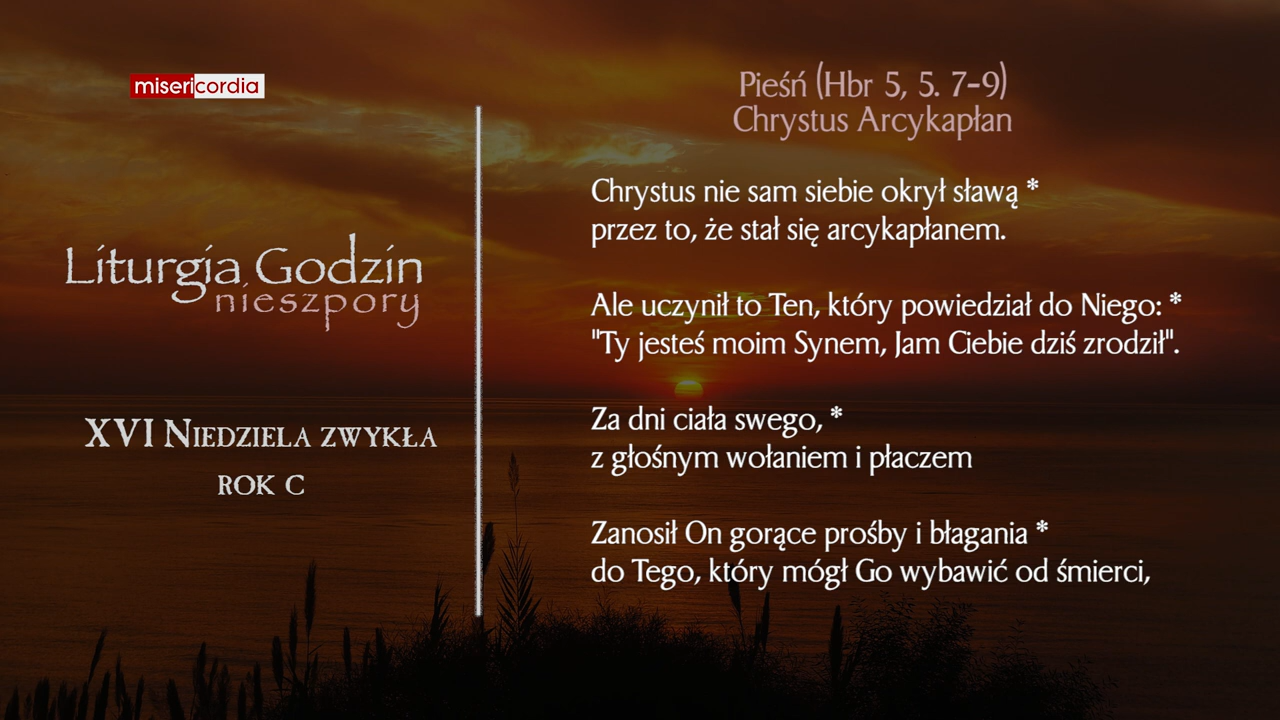 misericordia
Liturgia Godzin
nieszpory
XVI Niedziela zwykła
rok C
Pieśń (Hbr 5, 5. 7-9)
Chrystus Arcykapłan
Chrystus nie sam siebie okrył sławą *
przez to, że stał się arcykapłanem.
Ale uczynił to Ten, który powiedział do Niego: *
"Ty jesteś moim Synem, Jam Ciebie dziś zrodził".
Za dni ciała swego, *
z głośnym wołaniem i płaczem
Zanosił On gorące prośby i błagania *
do Tego, który mógł Go wybawić od śmierci,